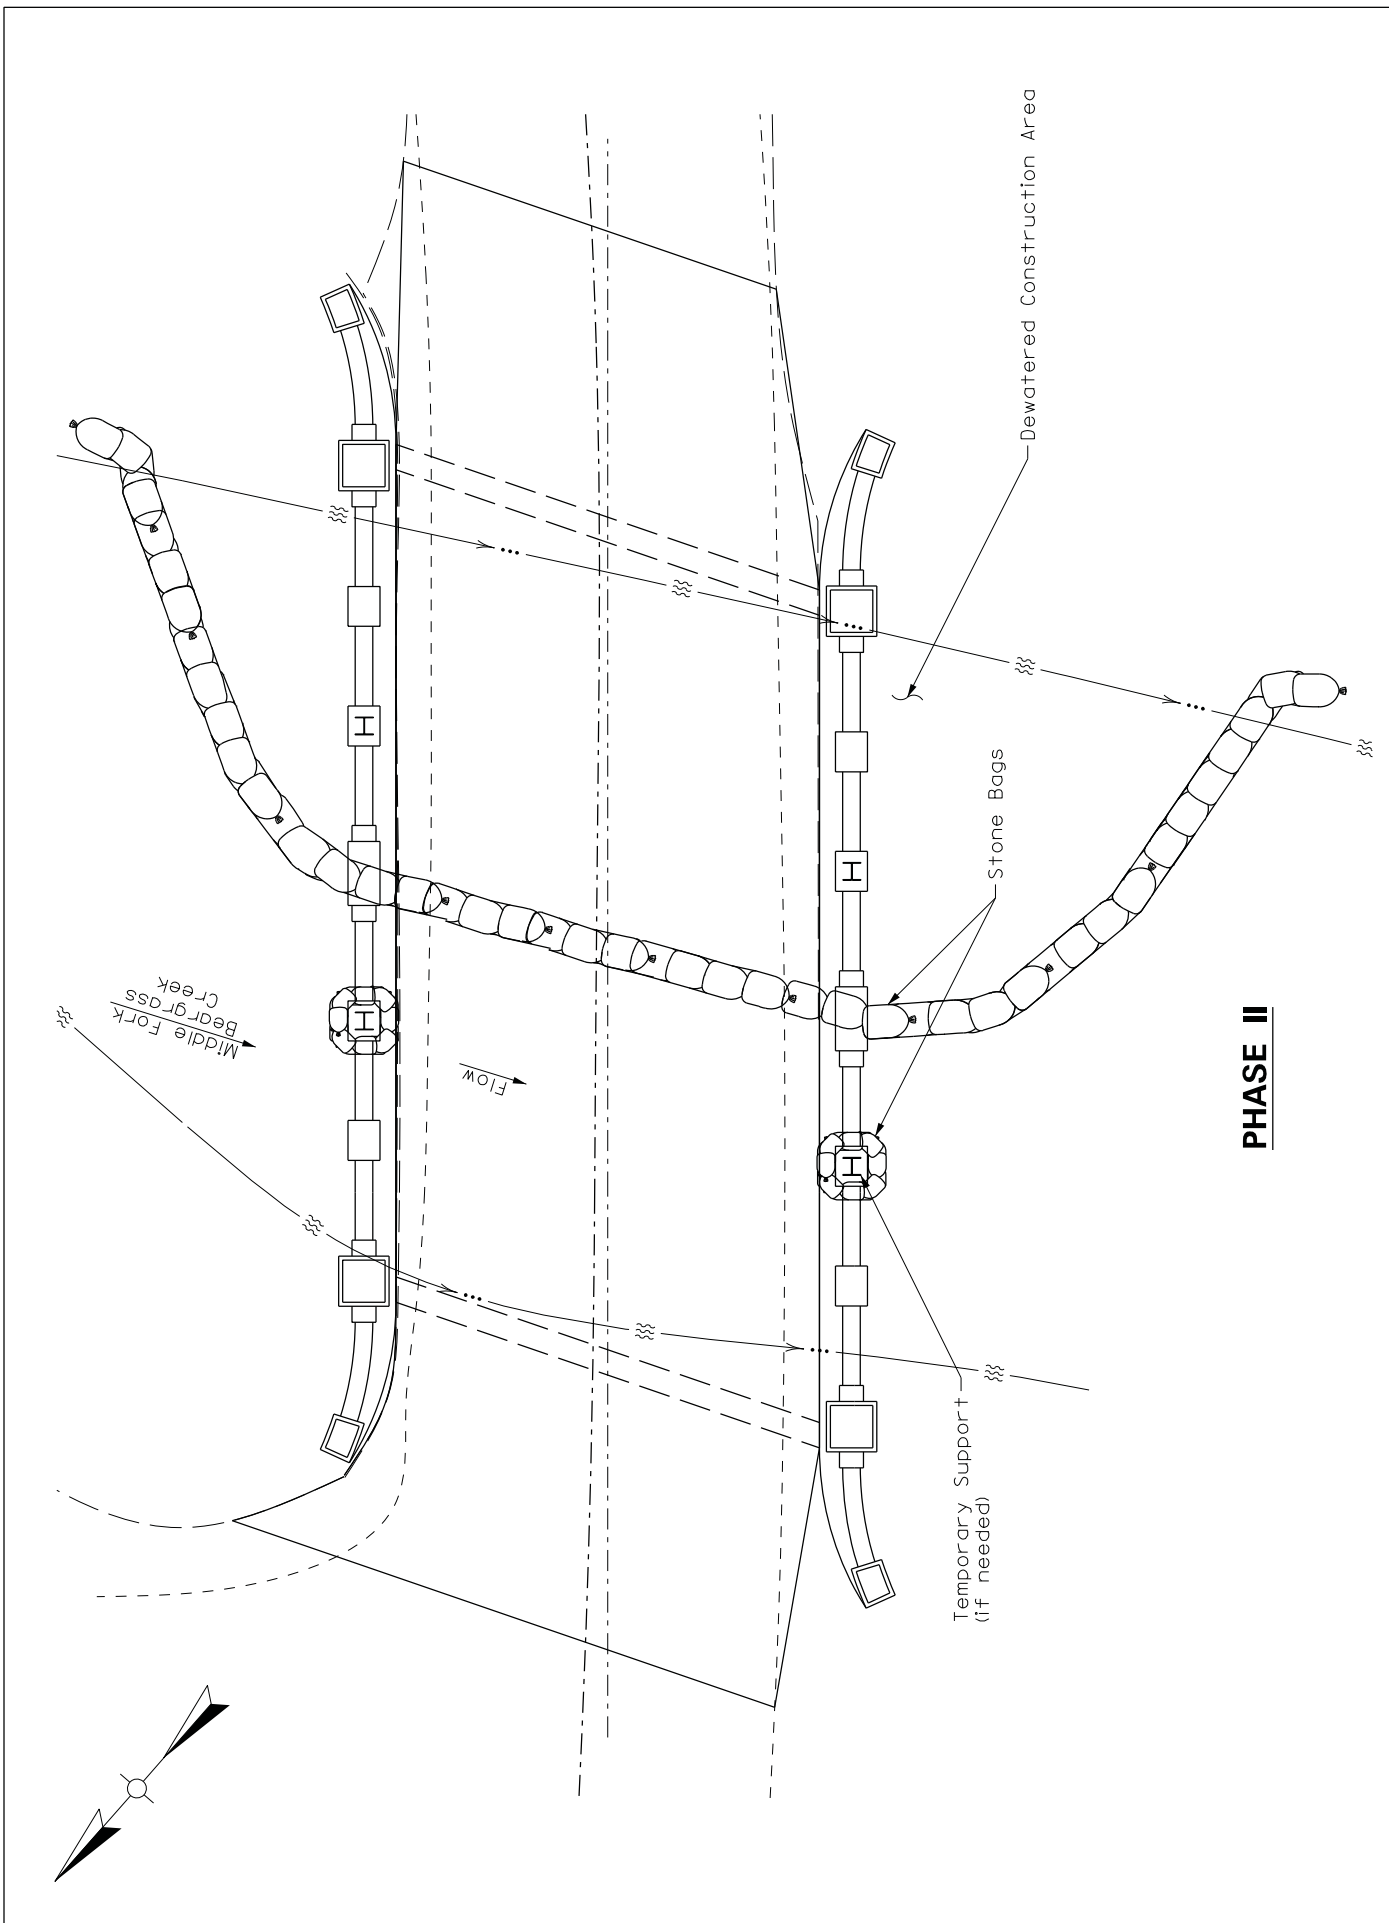 Dewatered Construction Area
Stone Bags
Middle Fork
Beargrass
Creek
Flow
H
H
H
H
Temporary Support
(if needed)
PHASE II